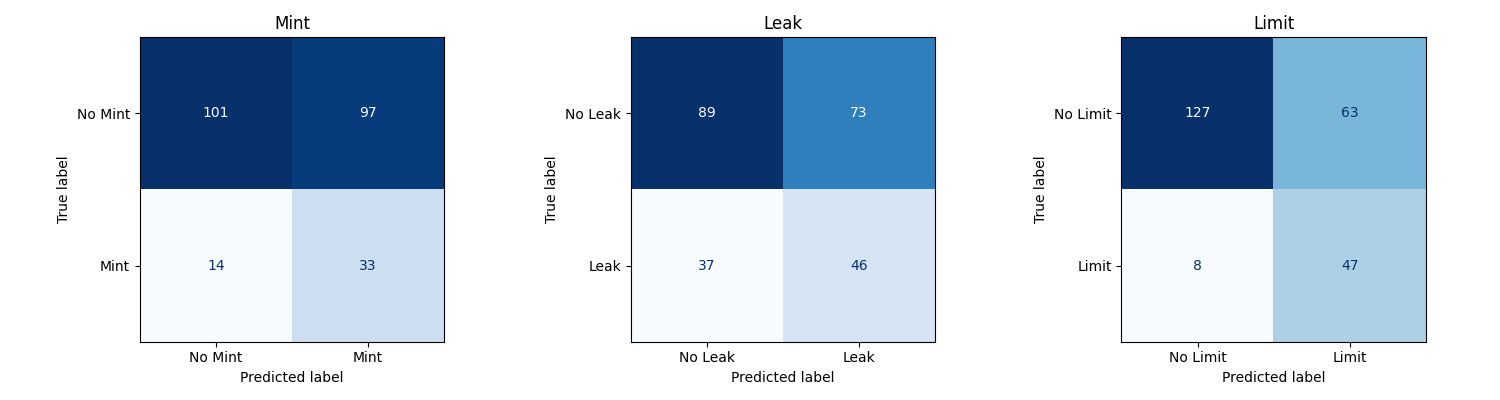 Mint
No Mint
101
97
Mint
14
33
True label
No Mint
Mint
Predicted label
Leak
No Leak
89
73
Leak
37
46
True label
No Leak
Leak
Predicted label
Limit
No Limit
127
63
Limit
8
47
True label
No Limit
Limit
Predicted label